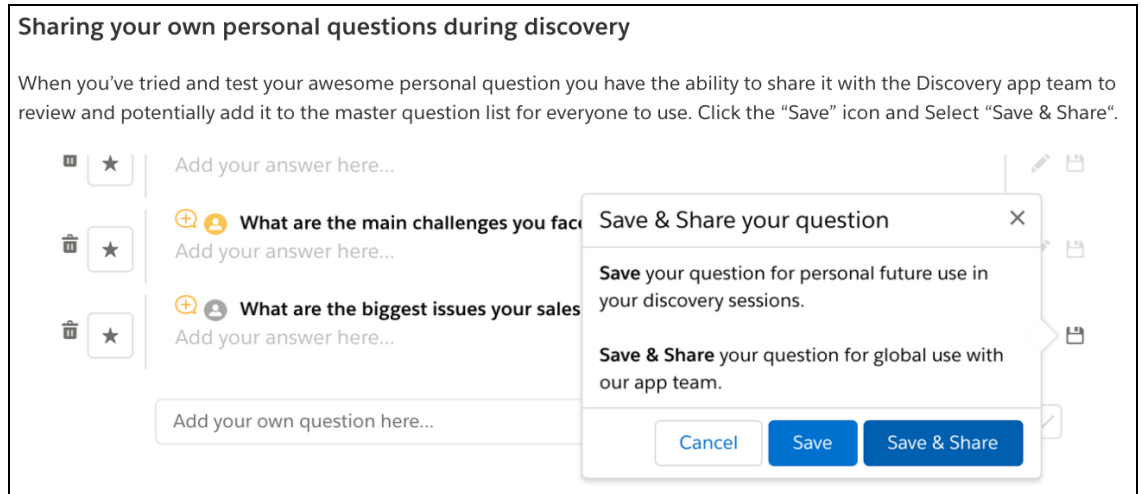 Sharing your own personal questions during discovery
When you’ve tried and test your awesome personal question you have the ability to share it with the Discovery app team to
review and potentially add it to the master question list for everyone to use. Click the “Save” icon and Select “Save & Share“.
Add your answer here...
What are the main challenges you fac
Add your answer here...
What are the biggest issues your sales
Add your answer here...
Add your own question here...
Save & Share your question
Save your question for personal future use in
your discovery sessions.
Save & Share your question for global use with
our app team.
Cancel Save Save & Share